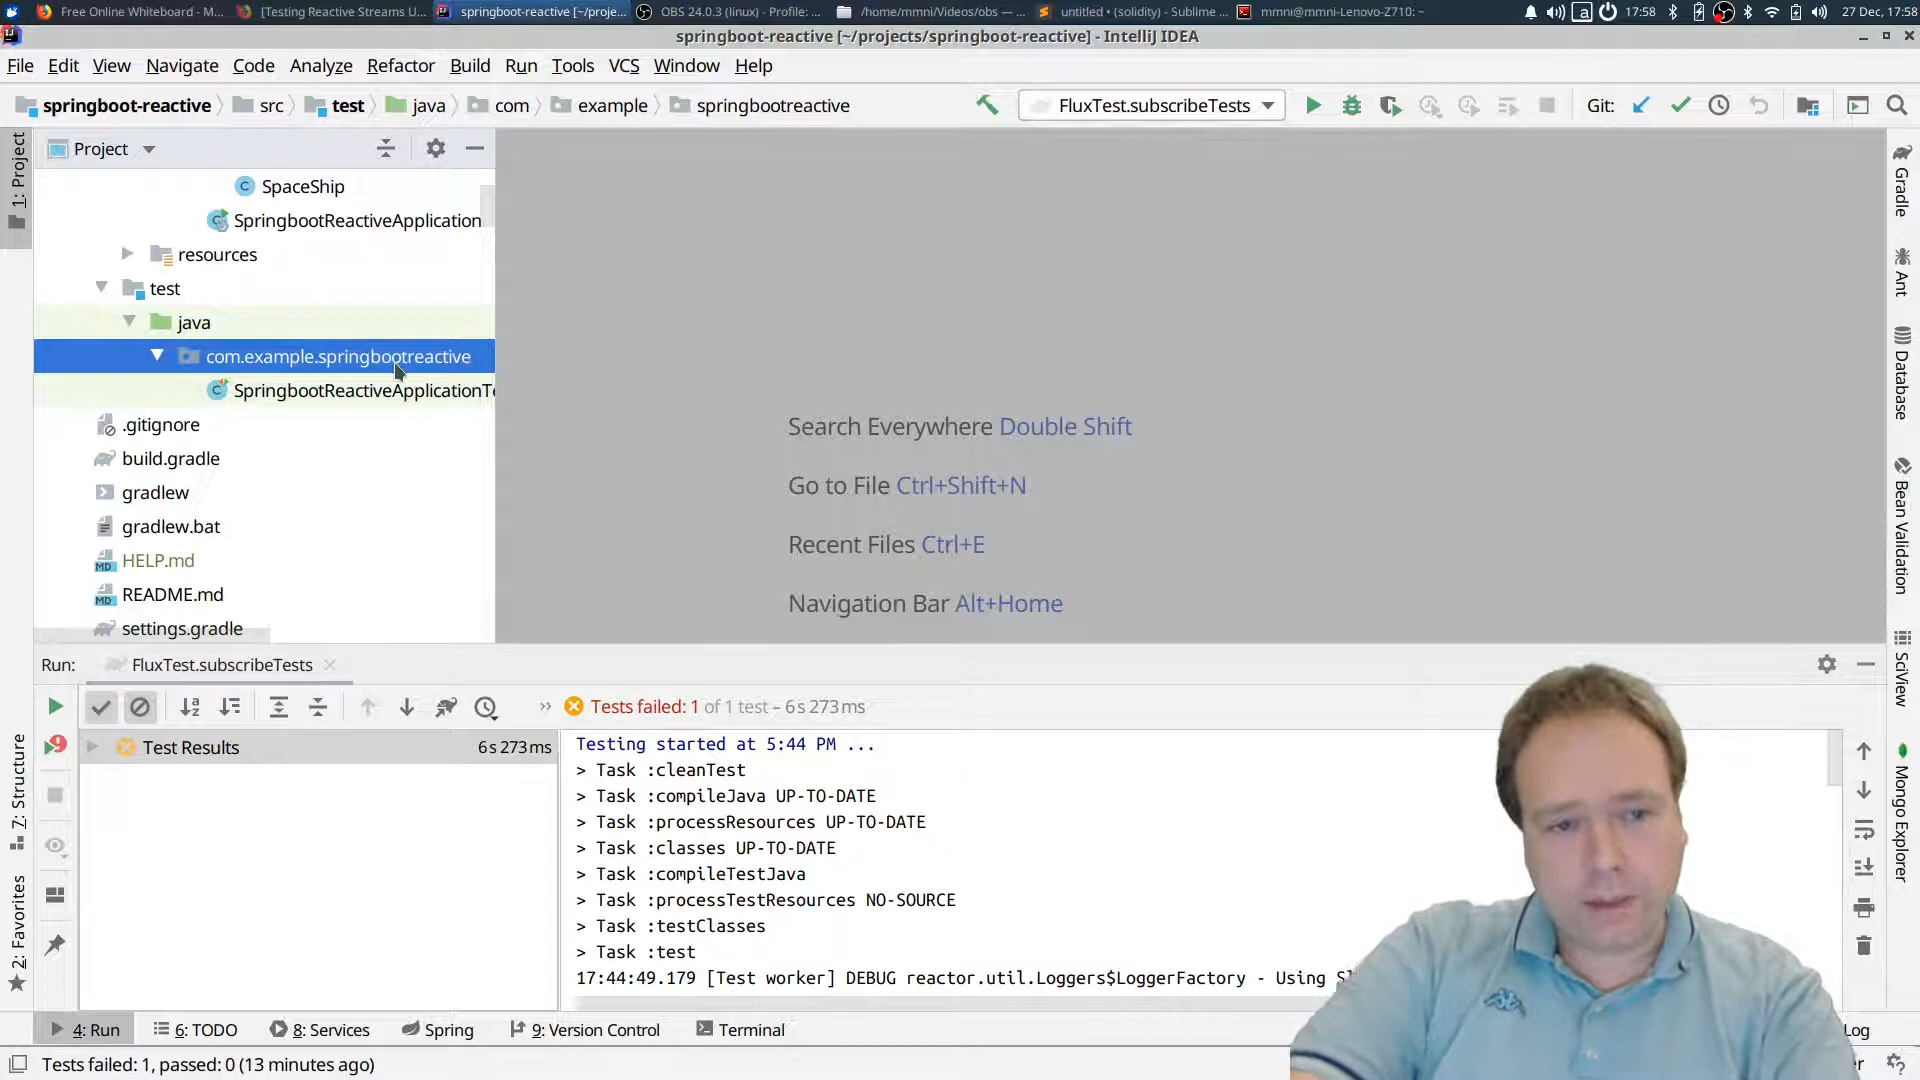 Free Online Whiteboard - M...
[Testing Reactive Streams U...
springboot-reactive [~/proje...
OBS 24.0.3 (linux) - Profile: ...
/home/mmni/Videos/obs — ...
untitled • (solidity) - Sublime ...
mmni@mmni-Lenovo-Z710: ~
a
17:58
27 Dec, 17:58
springboot-reactive [~/projects/springboot-reactive] - IntelliJ IDEA
File Edit View Navigate Code Analyze Refactor Build Run Tools VCS Window Help
springboot-reactive src test java com example springbootreactive
FluxTest.subscribeTests
Git:
Project
SpaceShip
SpringbootReactiveApplication
resources
test
java
com.example.springbootreactive
SpringbootReactiveApplicationTe
.gitignore
build.gradle
gradlew
gradlew.bat
HELP.md
README.md
settings.gradle
Search Everywhere Double Shift
Go to File Ctrl+Shift+N
Recent Files Ctrl+E
Navigation Bar Alt+Home
1: Project
7: Structure
2: Favorites
Gradle
Ant
Database
Bean Validation
SciView
Mongo Explorer
Run: FluxTest.subscribeTests
Tests failed: 1 of 1 test – 6 s 273 ms
Test Results 6 s 273 ms
Testing started at 5:44 PM ...
> Task :cleanTest
> Task :compileJava UP-TO-DATE
> Task :processResources UP-TO-DATE
> Task :classes UP-TO-DATE
> Task :compileTestJava
> Task :processTestResources NO-SOURCE
> Task :testClasses
> Task :test
17:44:49.179 [Test worker] DEBUG reactor.util.Loggers$LoggerFactory - Using
4: Run
6: TODO
8: Services
Spring
9: Version Control
Terminal
Log
Tests failed: 1, passed: 0 (13 minutes ago)